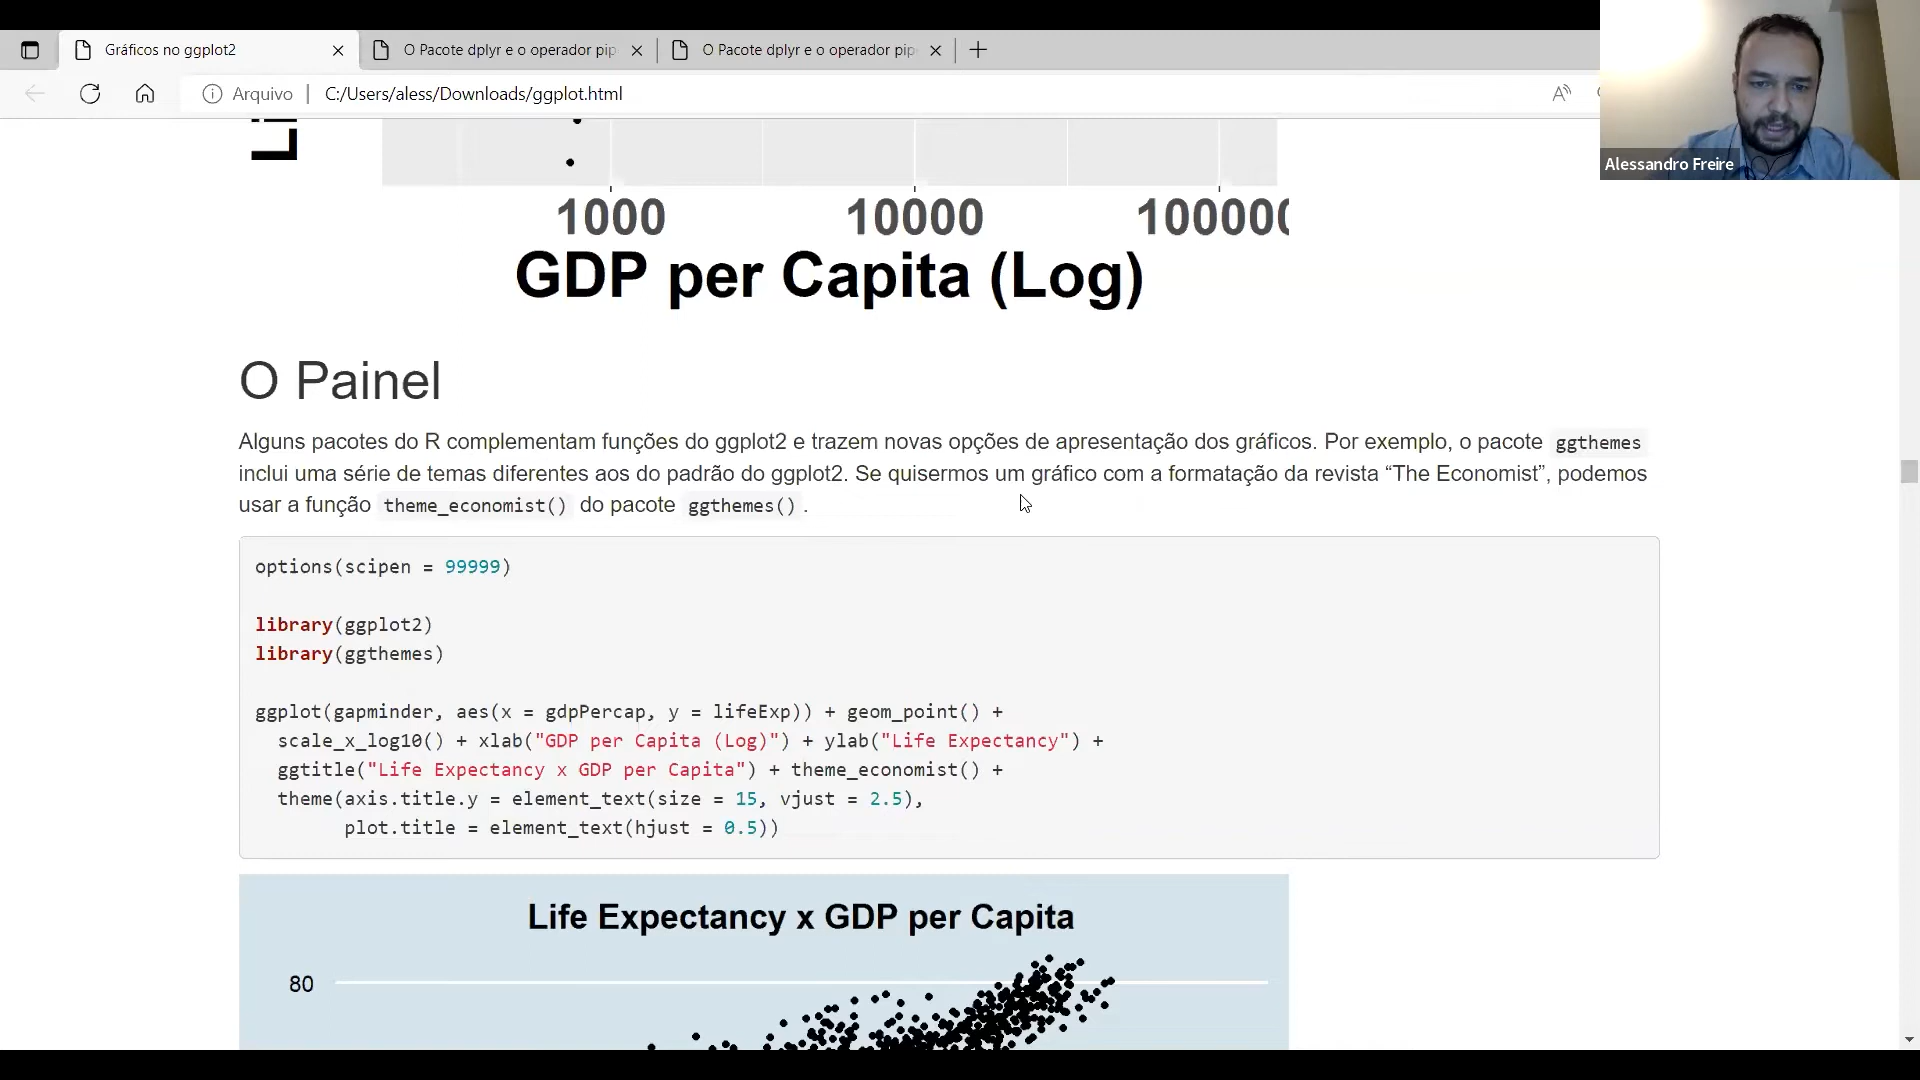 Gráficos no ggplot2
O Pacote dplyr e o operador pip
O Pacote dplyr e o operador pip
Arquivo
C:/Users/aless/Downloads/ggplot.html
Alessandro Freire
Li
1000 10000 100000
GDP per Capita (Log)
O Painel
Alguns pacotes do R complementam funções do ggplot2 e trazem novas opções de apresentação dos gráficos. Por exemplo, o pacote ggthemes
inclui uma série de temas diferentes aos do padrão do ggplot2. Se quisermos um gráfico com a formatação da revista “The Economist”, podemos
usar a função theme_economist() do pacote ggthemes() .
options(scipen = 99999)
library(ggplot2)
library(ggthemes)
ggplot(gapminder, aes(x = gdpPercap, y = lifeExp)) + geom_point() +
scale_x_log10() + xlab("GDP per Capita (Log)") + ylab("Life Expectancy") +
ggtitle("Life Expectancy x GDP per Capita") + theme_economist() +
theme(axis.title.y = element_text(size = 15, vjust = 2.5),
plot.title = element_text(hjust = 0.5))
Life Expectancy x GDP per Capita
80